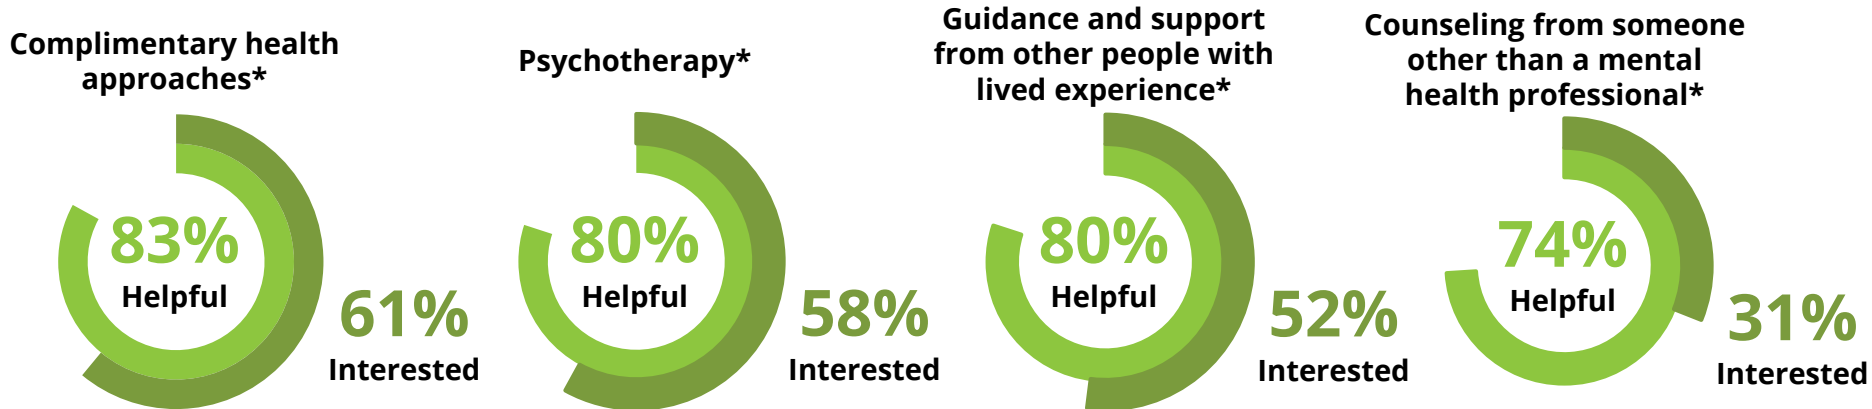 Complimentary health
approaches*
83%
Helpful
61%
Interested
Psychotherapy*
80%
Helpful
58%
Interested
Guidance and support
from other people with
lived experience*
80%
Helpful
52%
Interested
Counseling from someone
other than a mental
health professional*
74%
Helpful
31%
Interested